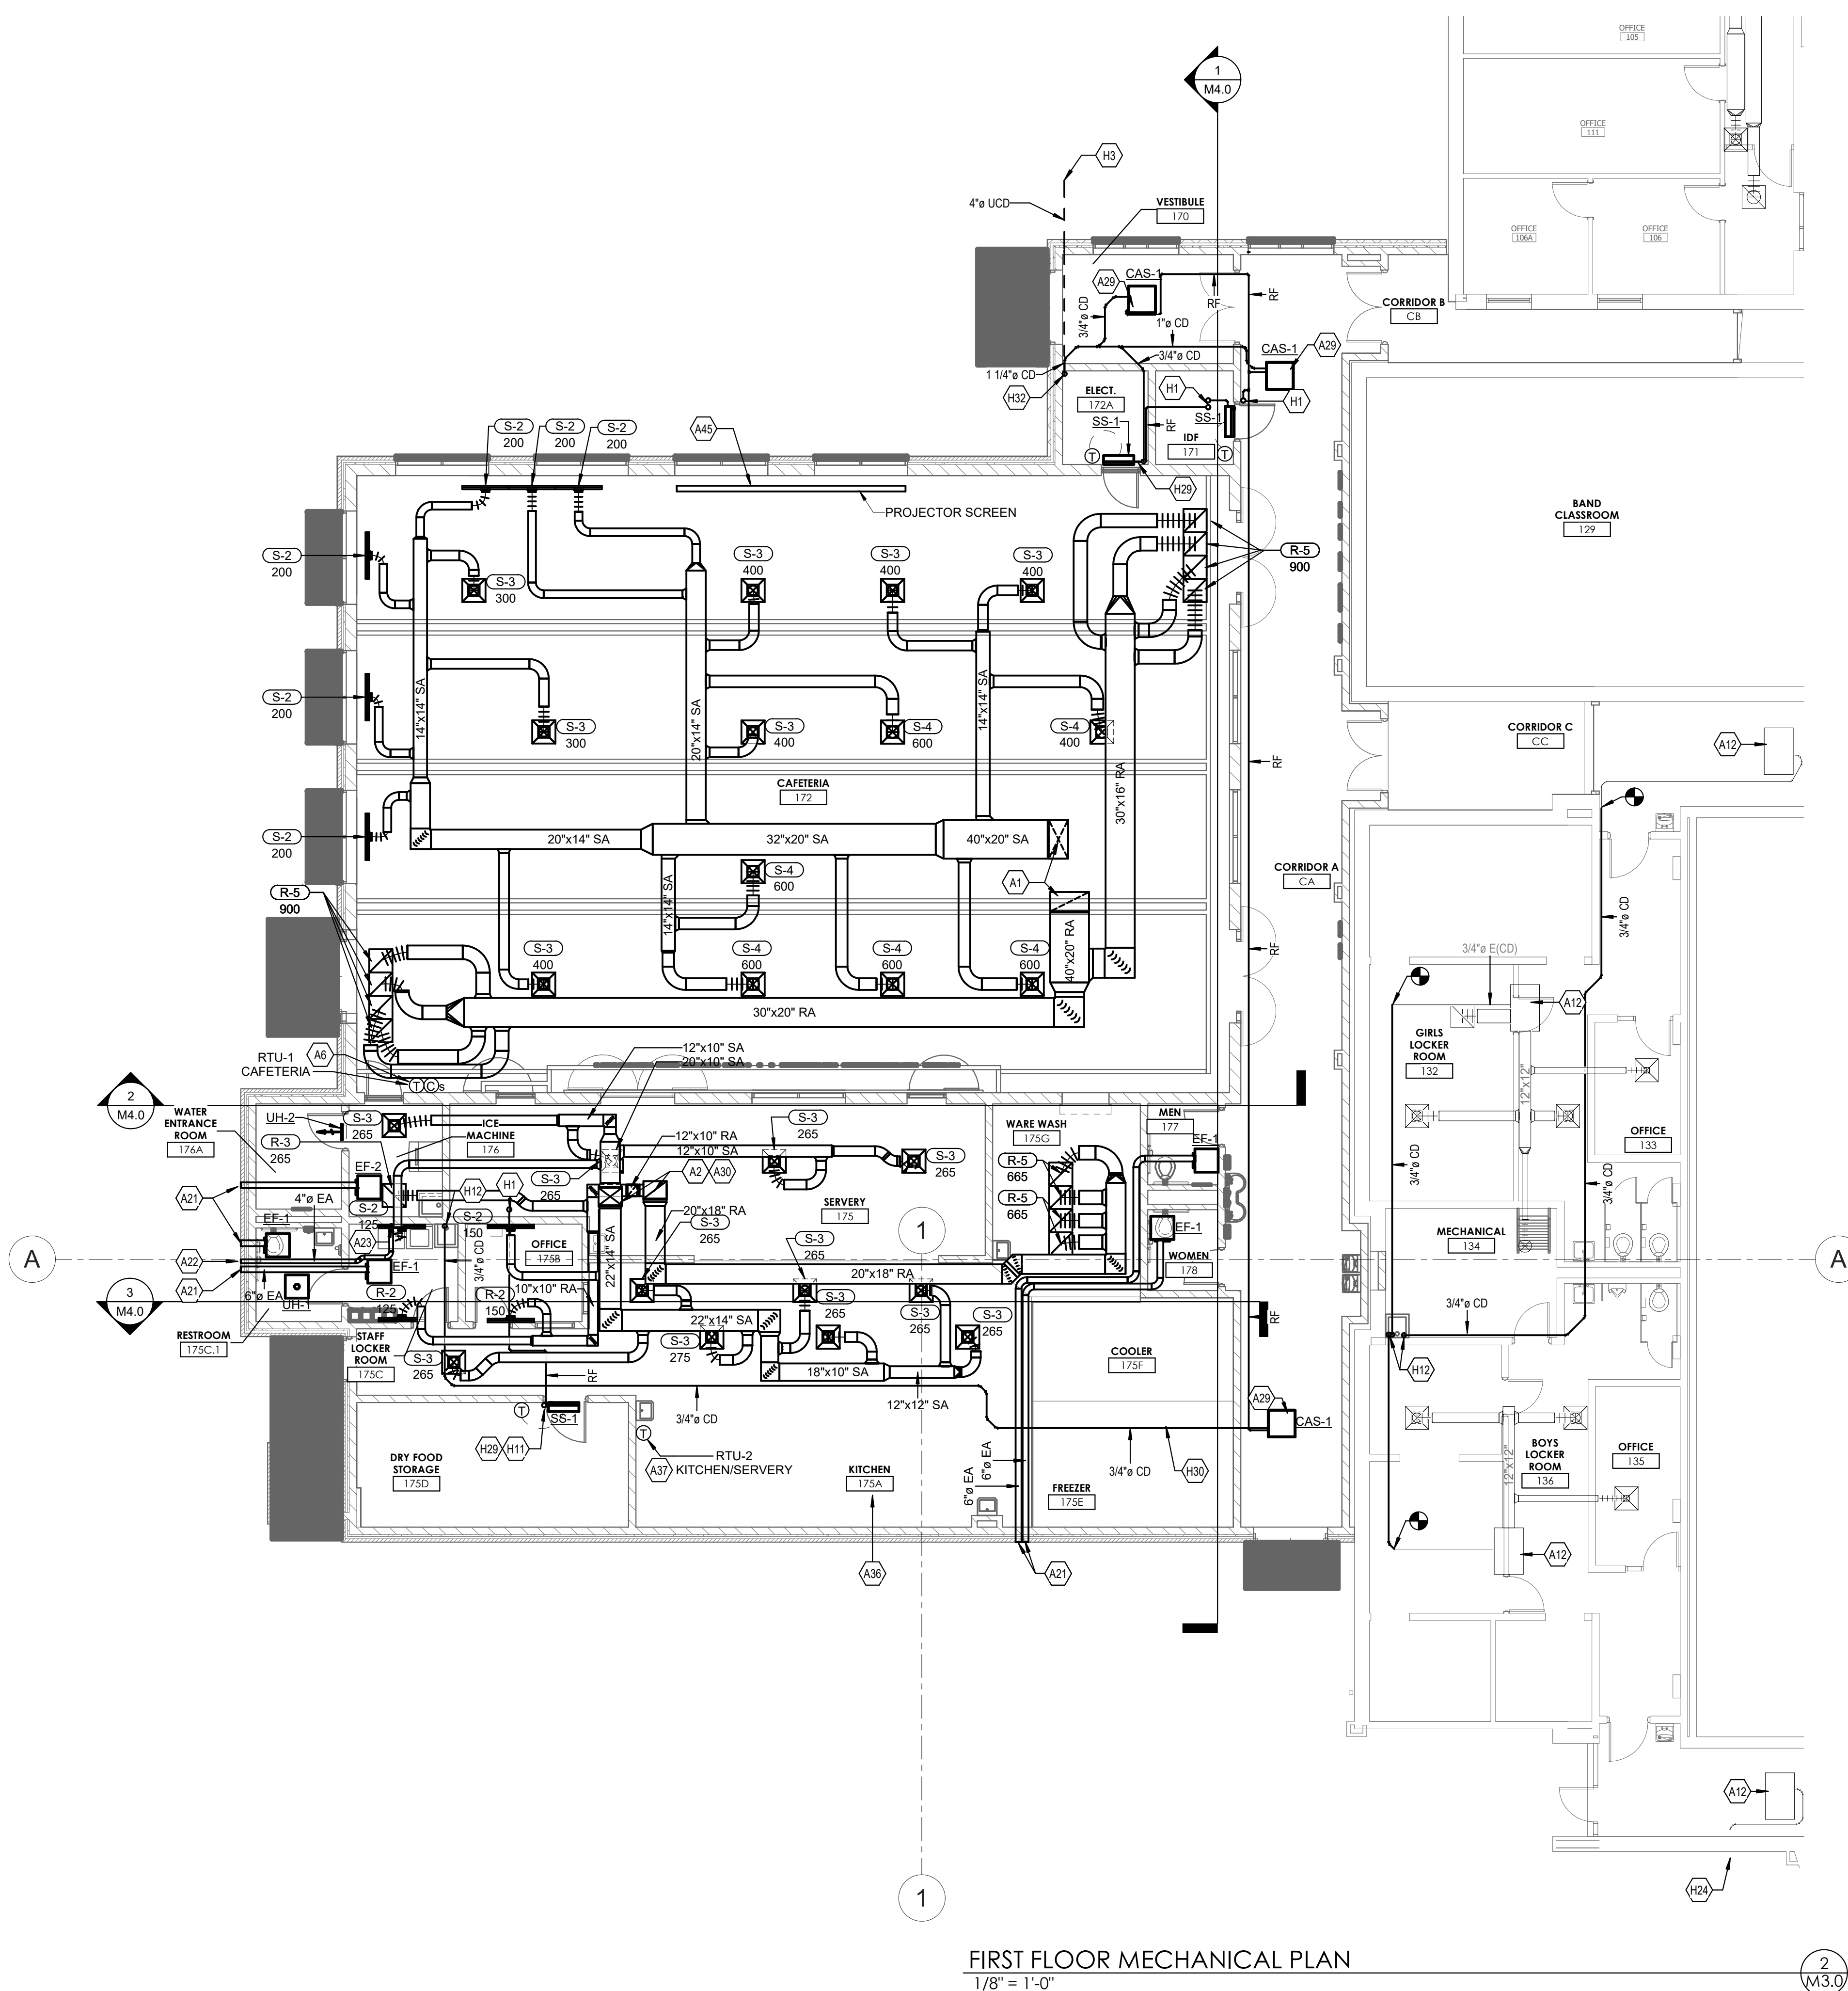 OFFICE
105
OFFICE
111
OFFICE
106A
OFFICE
106
1
M4.0
H3
4"ø UCD
VESTIBULE
170
CAS-1
A29
RF
RF
3/4"ø CD
1"ø CD
CORRIDOR B
CB
CAS-1
A29
3/4"ø CD
1 1/4"ø CD
H32
ELECT.
172A
H1
H1
SS-1
SS-1
RF
IDF
171
T
T
H29
S-2
200
S-2
200
S-2
200
A45
PROJECTOR SCREEN
BAND
CLASSROOM
129
S-2
200
S-3
300
S-3
400
S-3
400
S-3
400
R-5
900
S-2
200
14"x14" SA
S-3
300
20"x14" SA
S-3
400
S-4
600
14"x14" SA
S-4
400
30"x16" RA
RF
CORRIDOR C
CC
A12
CAFETERIA
172
S-2
200
20"x14" SA
32"x20" SA
40"x20" SA
S-4
600
A1
CORRIDOR A
CA
R-5
900
14"x14" SA
S-3
400
S-4
600
S-4
600
S-4
600
40"x20" RA
RF
30"x20" RA
3/4"ø CD
3/4"ø E(CD)
A12
GIRLS
LOCKER
ROOM
132
12"x12"
RTU-1
CAFETERIA
A6
T
C
s
12"x10" SA
20"x10" SA
2
M4.0
WATER
ENTRANCE
ROOM
176A
UH-2
S-3
265
R-3
265
ICE
MACHINE
176
12"x10" RA
12"x10" SA
S-3
265
S-3
265
WARE WASH
175G
MEN
177
EF-1
OFFICE
133
EF-2
S-3
265
A2
A30
R-5
665
R-5
665
A21
4"ø EA
H12
H1
S-2
125
S-2
150
SERVERY
175
20"x18" RA
S-3
265
EF-1
3/4"ø CD
3/4"ø CD
EF-1
A23
3/4"ø CD
OFFICE
175B
22"x14" SA
S-3
265
1
WOMEN
178
MECHANICAL
134
A
A
A22
A21
EF-1
6"ø EA
UH-1
R-2
125
R-2
150
10"x10" RA
20"x18" RA
3
M4.0
22"x14" SA
S-3
265
S-3
265
S-3
265
RF
3/4"ø CD
RESTROOM
175C.1
STAFF
LOCKER
ROOM
175C
S-3
265
S-3
275
18"x10" SA
12"x12" SA
COOLER
175F
H12
RF
T
SS-1
H29
H11
3/4"ø CD
T
RTU-2
KITCHEN/SERVERY
A37
A29
CAS-1
DRY FOOD
STORAGE
175D
KITCHEN
175A
6"ø EA
6"ø EA
3/4"ø CD
H30
FREEZER
175E
BOYS
LOCKER
ROOM
136
12"x12"
OFFICE
135
A36
A21
A12
A12
H24
1
FIRST FLOOR MECHANICAL PLAN
1/8" = 1'-0"
2
M3.0